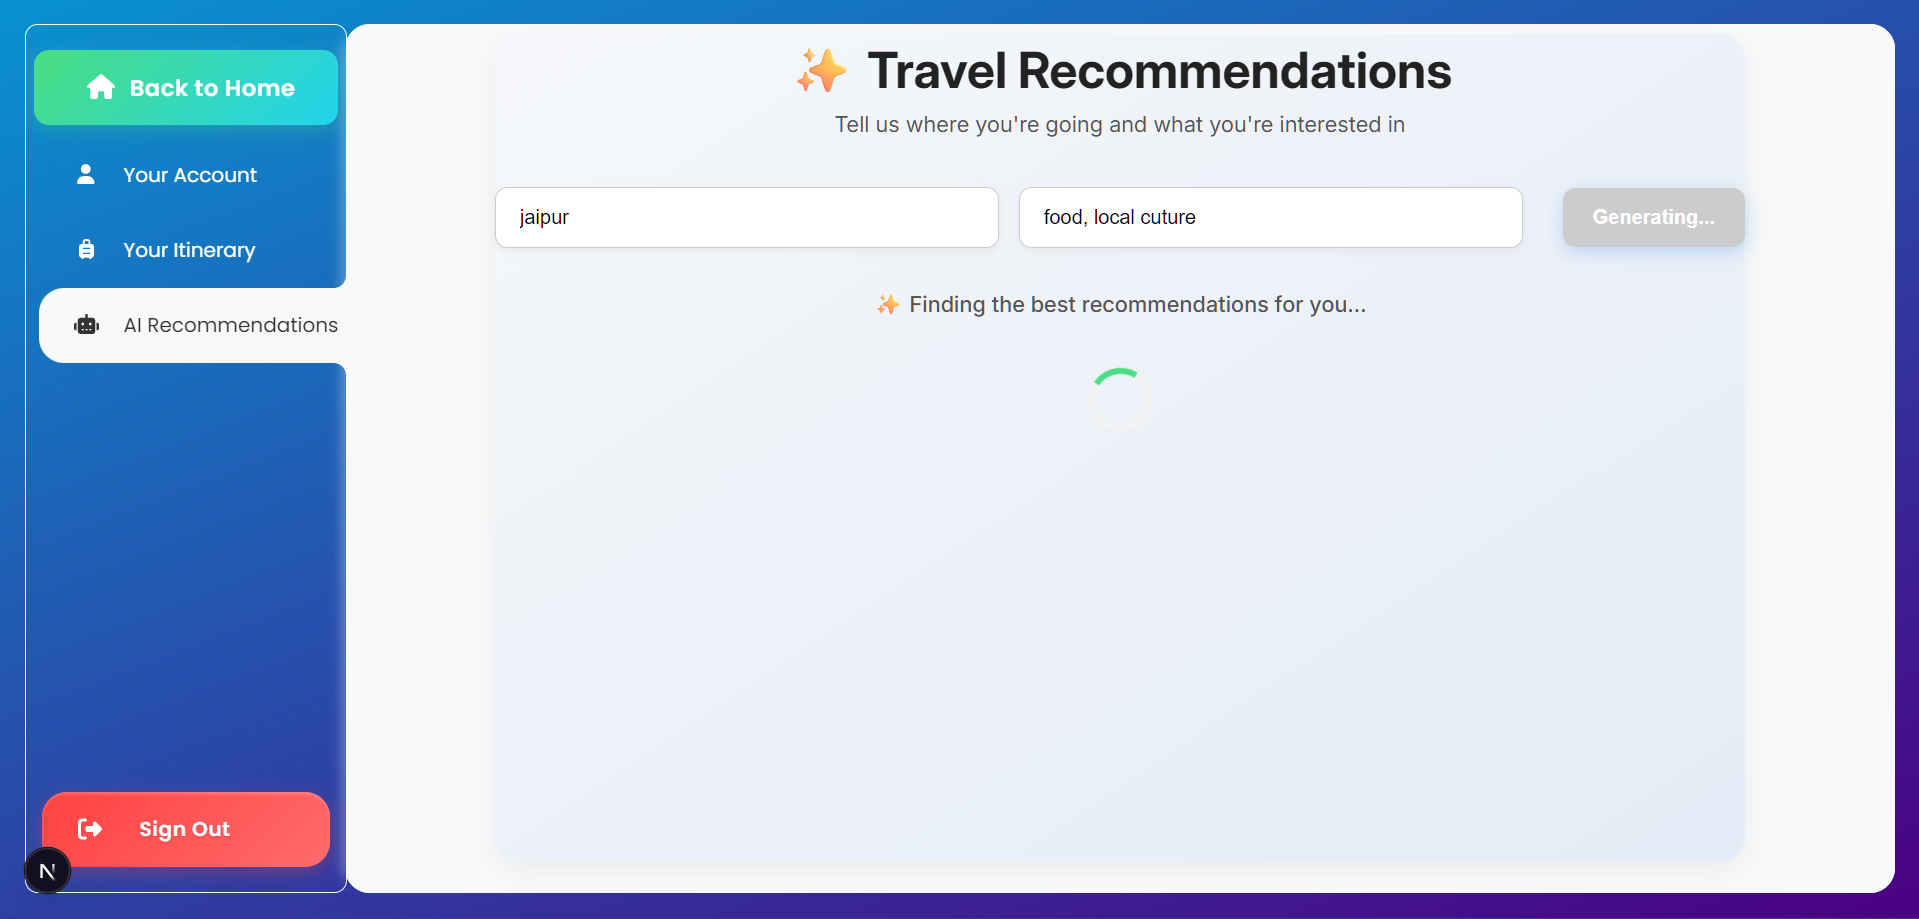 Back to Home
Your Account
Your Itinerary
AI Recommendations
Sign Out
N
Travel Recommendations
Tell us where you're going and what you're interested in
jaipur
food, local cuture
Generating...
Finding the best recommendations for you...